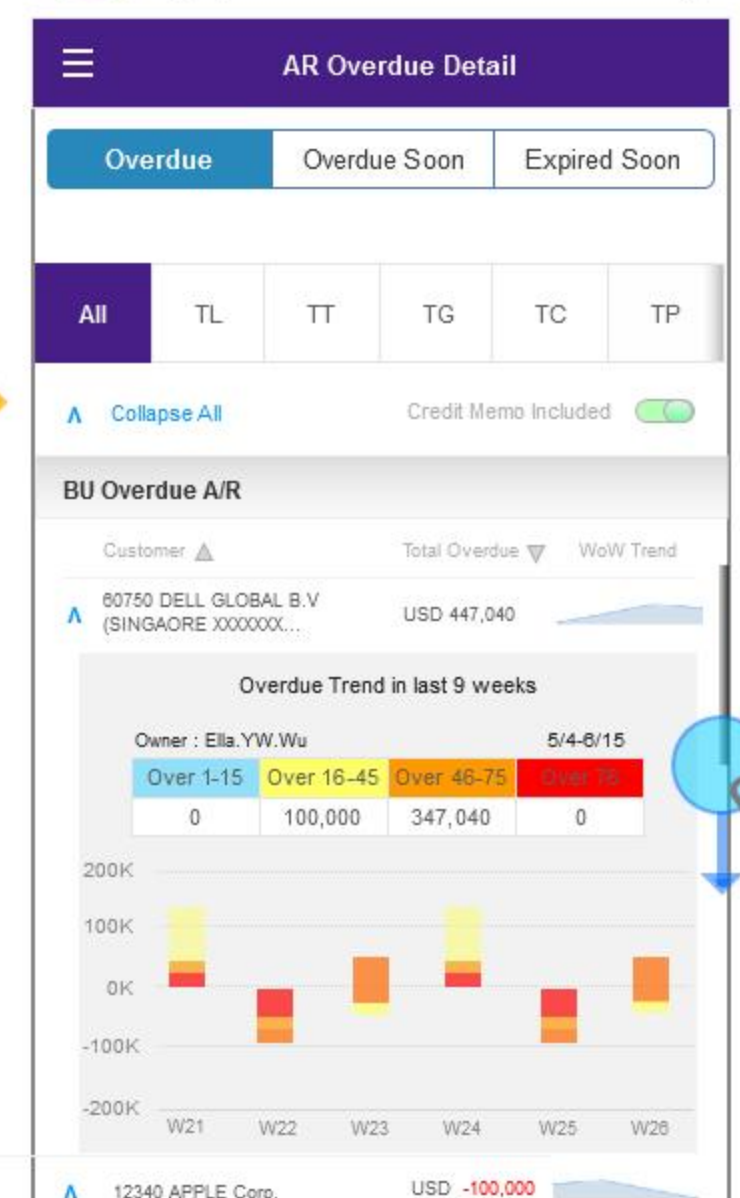 AR Overdue Detail
Overdue Overdue Soon Expired Soon
All TL TT TG TC TP
Collapse All Credit Memo Included
BU Overdue A/R
Customer Total Overdue WoW Trend
60750 DELL GLOBAL B.V
(SINGAORE XXXXXXX... USD 447,040
Overdue Trend in last 9 weeks
Owner : Ella.YW.Wu 5/4-6/15
Over 1-15 Over 16-45 Over 46-75 Over 76
0 100,000 347,040 0
200K
100K
0K
-100K
-200K
W21 W22 W23 W24 W25 W26
12340 APPLE Corp. USD -100,000